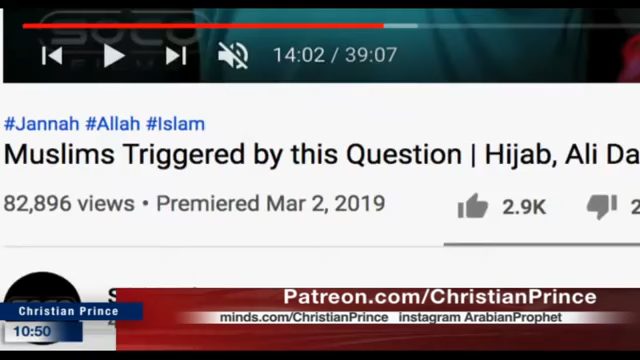 14:02 / 39:07
#Jannah #Allah #Islam
Muslims Triggered by this Question | Hijab, Ali Da
82,896 views • Premiered Mar 2, 2019
2.9K
2
Patreon.com/ChristianPrince
Christian Prince
minds.com/ChristianPrince instagram ArabianProphet
10:50